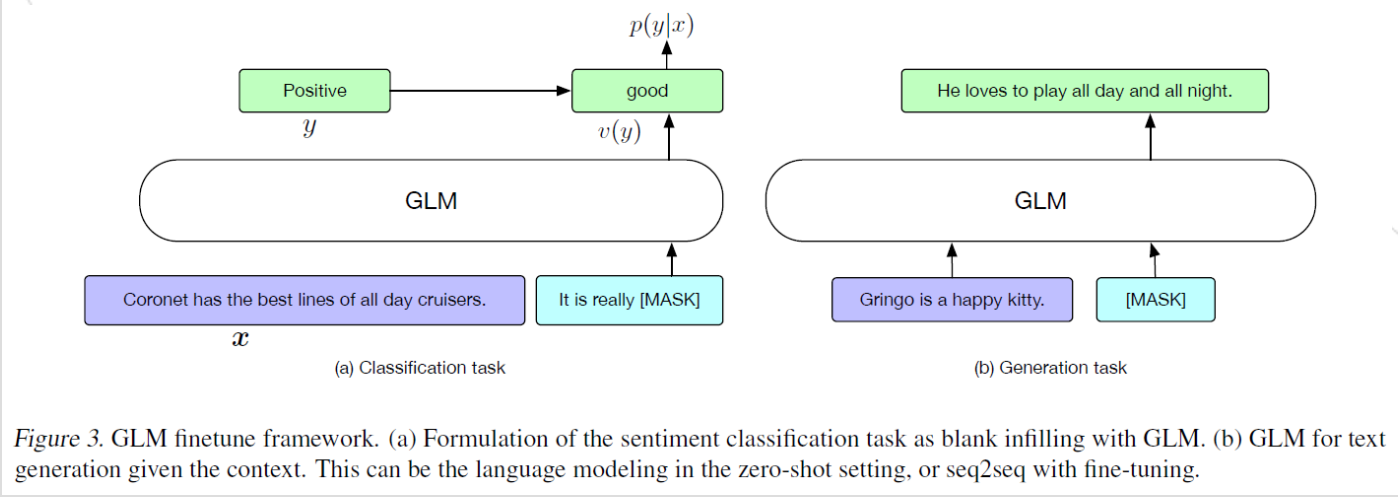 p(y|x)
Positive
good
He loves to play all day and all night.
y
v(y)
GLM
GLM
Coronet has the best lines of all day cruisers.
It is really [MASK]
Gringo is a happy kitty.
[MASK]
x
(a) Classification task
(b) Generation task
Figure 3. GLM finetune framework. (a) Formulation of the sentiment classification task as blank infilling with GLM. (b) GLM for text
generation given the context. This can be the language modeling in the zero-shot setting, or seq2seq with fine-tuning.